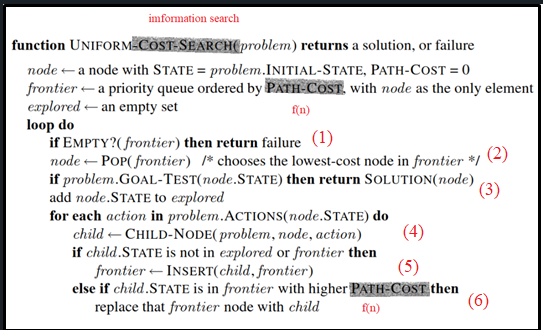 imformation search
function UNIFORM-COST-SEARCH(problem) returns a solution, or failure
node ← a node with STATE = problem.INITIAL-STATE, PATH-COST = 0
frontier ← a priority queue ordered by PATH-COST, with node as the only element
explored ← an empty set f(n)
loop do
if EMPTY?(frontier) then return failure (1)
node ← POP(frontier) /* chooses the lowest-cost node in frontier */ (2)
if problem.GOAL-TEST(node.STATE) then return SOLUTION(node) (3)
add node.STATE to explored
for each action in problem.ACTIONS(node.STATE) do
child ← CHILD-NODE(problem, node, action) (4)
if child.STATE is not in explored or frontier then
frontier ← INSERT(child, frontier) (5)
else if child.STATE is in frontier with higher PATH-COST then (6)
replace that frontier node with child f(n)